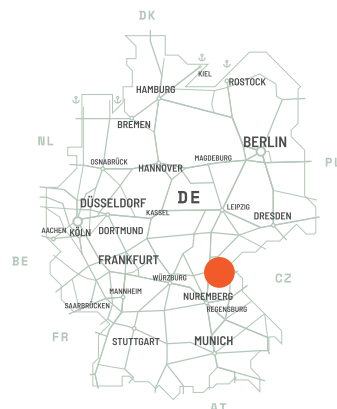 DK
KIEL
ROSTOCK
HAMBURG
BREMEN
NL
BERLIN
OSNABRÜCK
HANNOVER
MAGDEBURG
PL
DE
DÜSSELDORF
KASSEL
LEIPZIG
DRESDEN
AACHEN
KÖLN
DORTMUND
BE
FRANKFURT
WÜRZBURG
CZ
MANNHEIM
NUREMBERG
SAARBRÜCKEN
REGENSBURG
FR
STUTTGART
MUNICH
AT